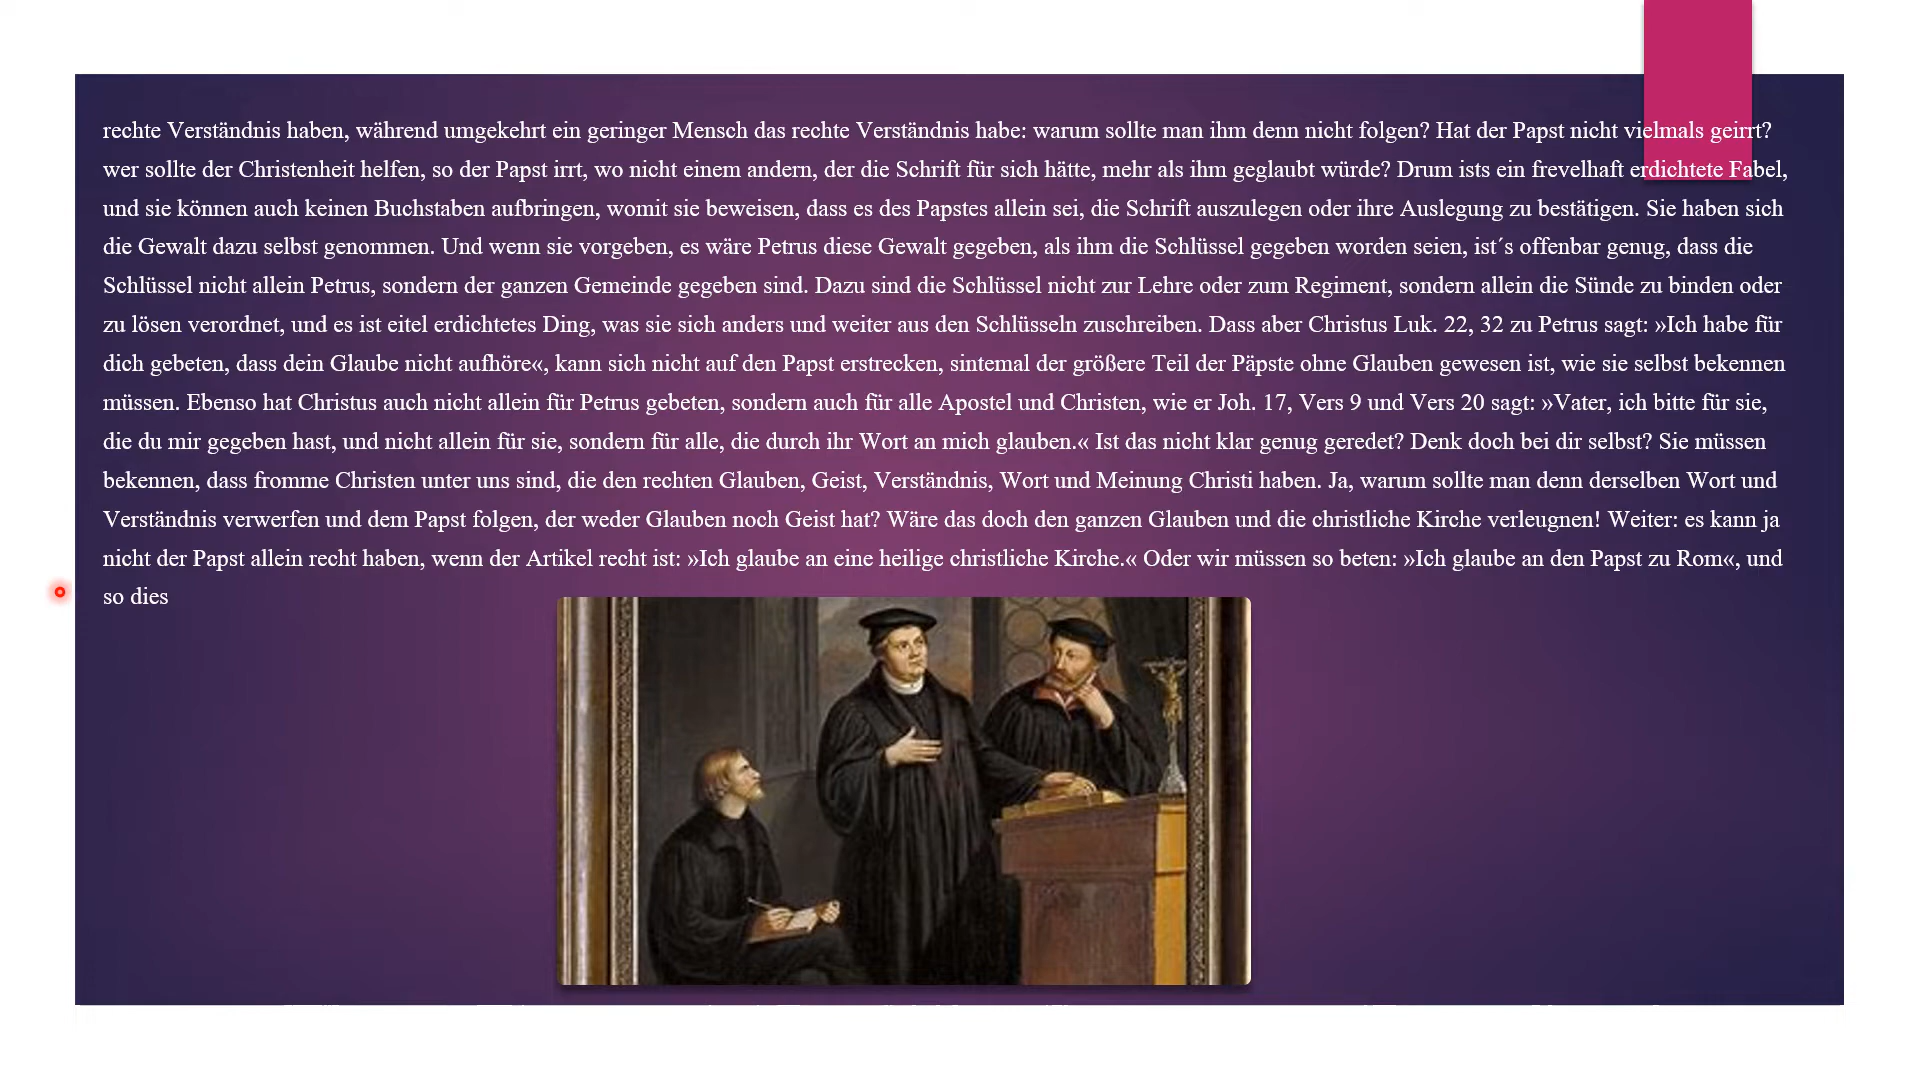 rechte Verständnis haben, während umgekehrt ein geringer Mensch das rechte Verständnis habe: warum sollte man ihm denn nicht folgen? Hat der Papst nicht vielmals geirrt?
wer sollte der Christenheit helfen, so der Papst irrt, wo nicht einem andern, der die Schrift für sich hätte, mehr als ihm geglaubt würde? Drum ists ein frevelhaft erdichtete Fabel,
und sie können auch keinen Buchstaben aufbringen, womit sie beweisen, dass es des Papstes allein sei, die Schrift auszulegen oder ihre Auslegung zu bestätigen. Sie haben sich
die Gewalt dazu selbst genommen. Und wenn sie vorgeben, es wäre Petrus diese Gewalt gegeben, als ihm die Schlüssel gegeben worden seien, ist´s offenbar genug, dass die
Schlüssel nicht allein Petrus, sondern der ganzen Gemeinde gegeben sind. Dazu sind die Schlüssel nicht zur Lehre oder zum Regiment, sondern allein die Sünde zu binden oder
zu lösen verordnet, und es ist eitel erdichtetes Ding, was sie sich anders und weiter aus den Schlüsseln zuschreiben. Dass aber Christus Luk. 22, 32 zu Petrus sagt: »Ich habe für
dich gebeten, dass dein Glaube nicht aufhöre«, kann sich nicht auf den Papst erstrecken, sintemal der größere Teil der Päpste ohne Glauben gewesen ist, wie sie selbst bekennen
müssen. Ebenso hat Christus auch nicht allein für Petrus gebeten, sondern auch für alle Apostel und Christen, wie er Joh. 17, Vers 9 und Vers 20 sagt: »Vater, ich bitte für sie,
die du mir gegeben hast, und nicht allein für sie, sondern für alle, die durch ihr Wort an mich glauben.« Ist das nicht klar genug geredet? Denk doch bei dir selbst? Sie müssen
bekennen, dass fromme Christen unter uns sind, die den rechten Glauben, Geist, Verständnis, Wort und Meinung Christi haben. Ja, warum sollte man denn derselben Wort und
Verständnis verwerfen und dem Papst folgen, der weder Glauben noch Geist hat? Wäre das doch den ganzen Glauben und die christliche Kirche verleugnen! Weiter: es kann ja
nicht der Papst allein recht haben, wenn der Artikel recht ist: »Ich glaube an eine heilige christliche Kirche.« Oder wir müssen so beten: »Ich glaube an den Papst zu Rom«, und
so dies